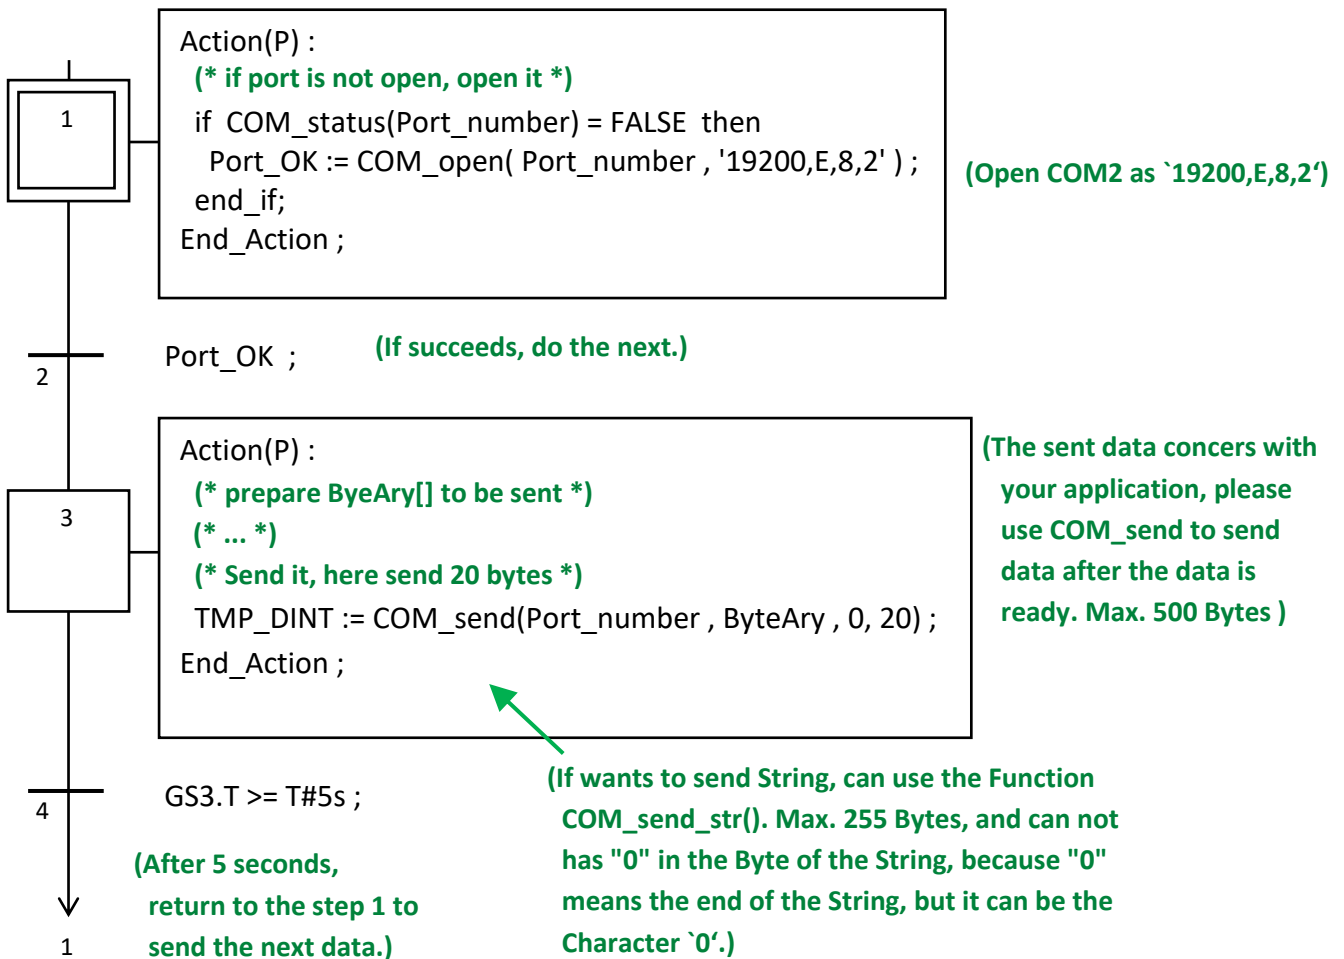 Action(P) :
(* if port is not open, open it *)
1
if  COM_status(Port_number) = FALSE  then
Port_OK := COM_open( Port_number , '19200,E,8,2' ) ;
(Open COM2 as `19200,E,8,2‘)
end_if;
End_Action ;
Port_OK  ;
(If succeeds, do the next.)
2
Action(P) :
(* prepare ByeAry[] to be sent *)
3
(* ... *)
(* Send it, here send 20 bytes *)
TMP_DINT := COM_send(Port_number , ByteAry , 0, 20) ;
End_Action ;
(The sent data concers with
your application, please
use COM_send to send
data after the data is
ready. Max. 500 Bytes )
GS3.T >= T#5s ;
4
(If wants to send String, can use the Function
COM_send_str(). Max. 255 Bytes, and can not
has "0" in the Byte of the String, because "0"
means the end of the String, but it can be the
Character `0‘.)
(After 5 seconds,
return to the step 1 to
send the next data.)
1